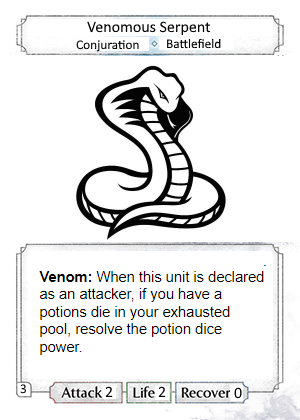 Venomous Serpent
Conjuration Battlefield
Venom: When this unit is declared
as an attacker, if you have a
potions die in your exhausted
pool, resolve the potion dice
power.
3 Attack 2 Life 2 Recover 0